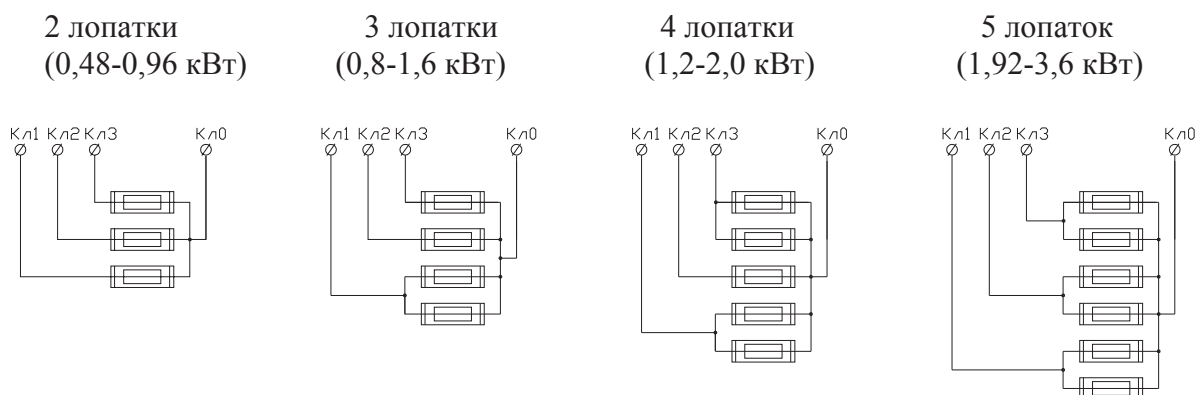 2 лопатки
(0,48-0,96 кВт)
3 лопатки
(0,8-1,6 кВт)
4 лопатки
(1,2-2,0 кВт)
5 лопаток
(1,92-3,6 кВт)
Кл1 Кл2 Кл3 Кл0
Кл1 Кл2 Кл3 Кл0
Кл1 Кл2 Кл3 Кл0
Кл1 Кл2 Кл3 Кл0